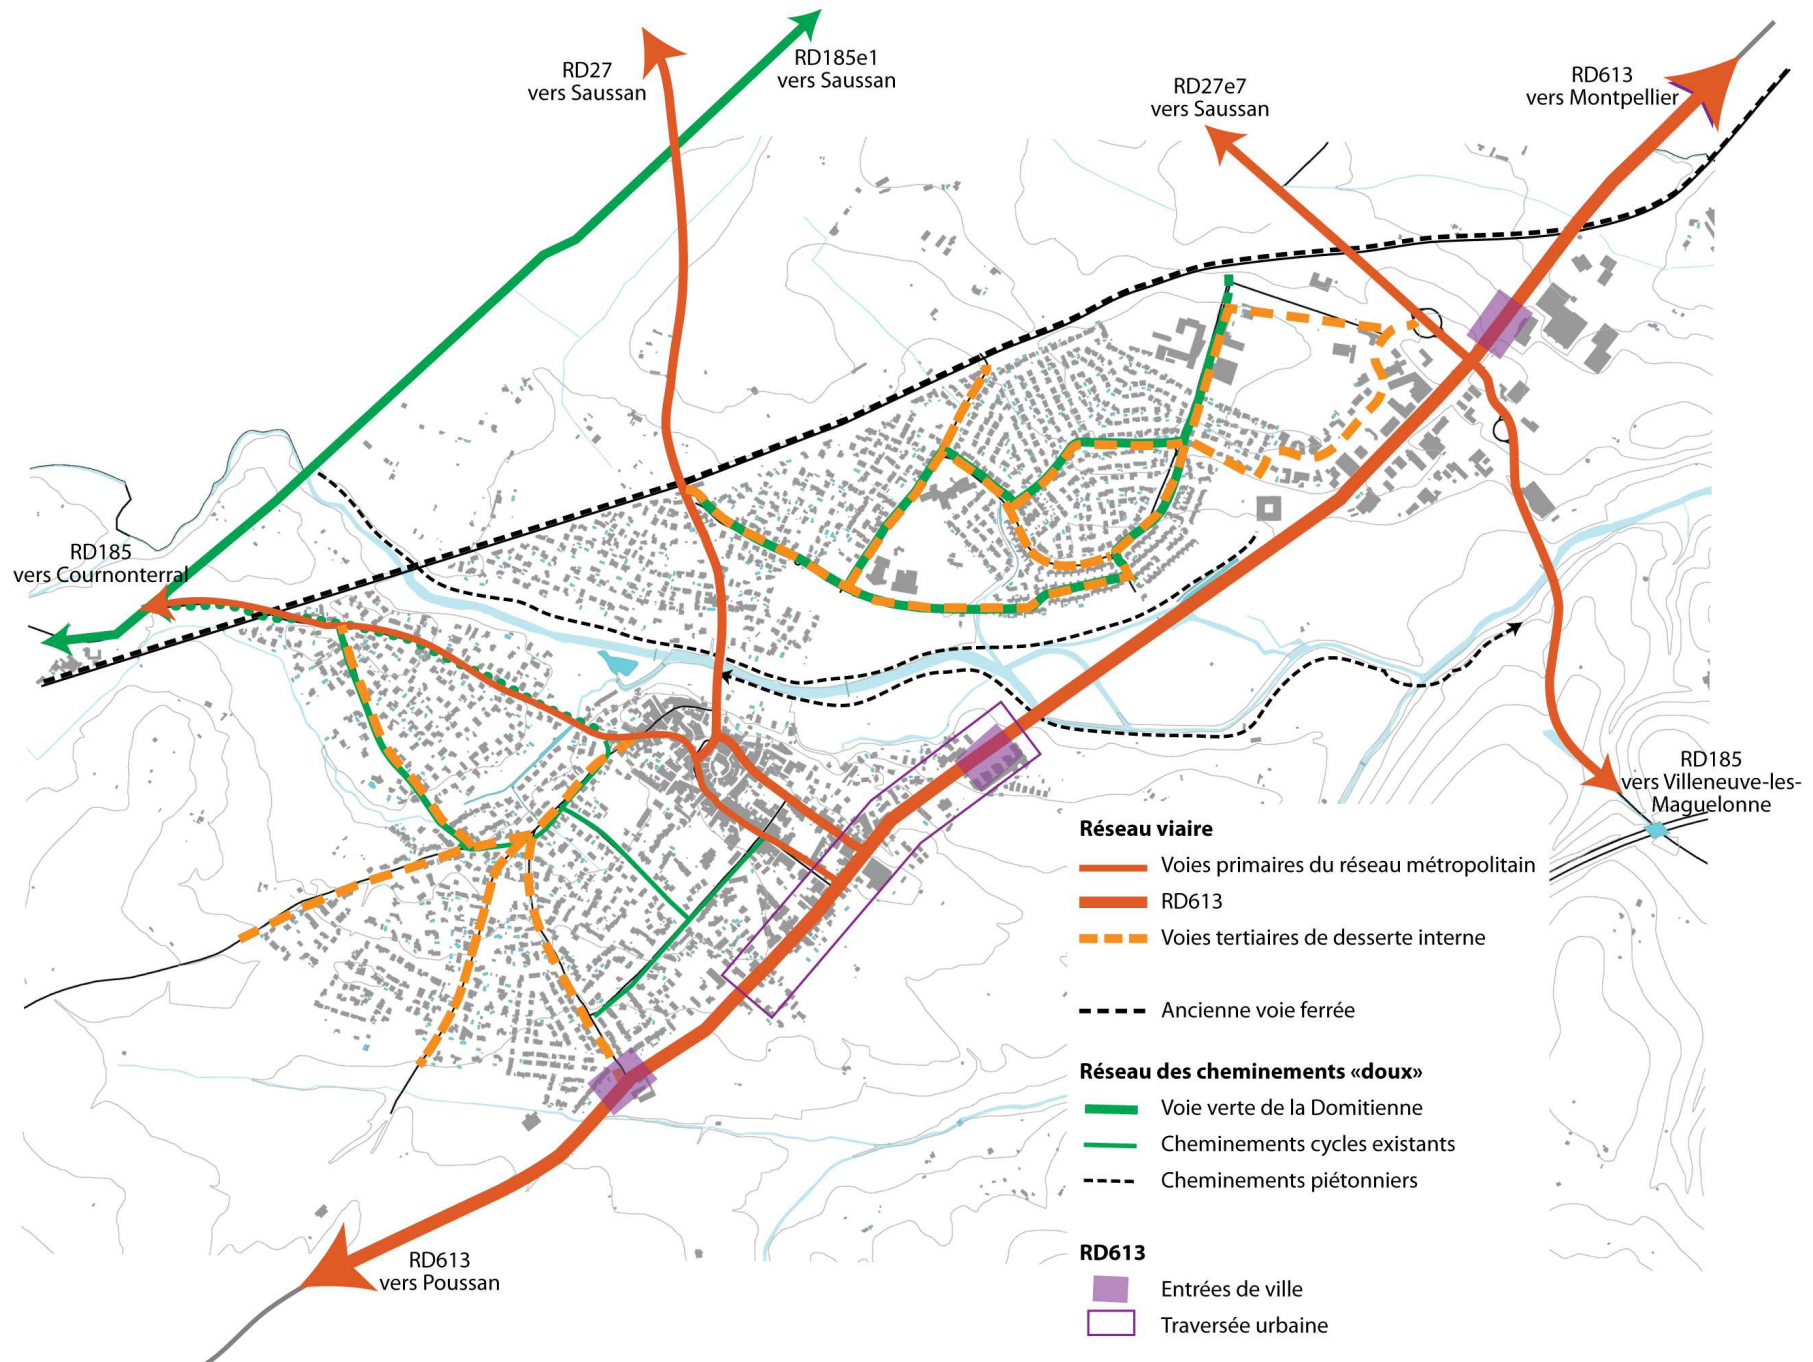 RD185e1
vers Saussan
RD27
vers Saussan
RD27e7
vers Saussan
RD613
vers Montpellier
RD185
vers Cournonterral
RD185
vers Villeneuve-les-
Maguelonne
Réseau viaire
Voies primaires du réseau métropolitain
RD613
Voies tertiaires de desserte interne
Ancienne voie ferrée
Réseau des cheminements «doux»
Voie verte de la Domitienne
Cheminements cycles existants
Cheminements piétonniers
RD613
Entrées de ville
Traversée urbaine
RD613
vers Poussan